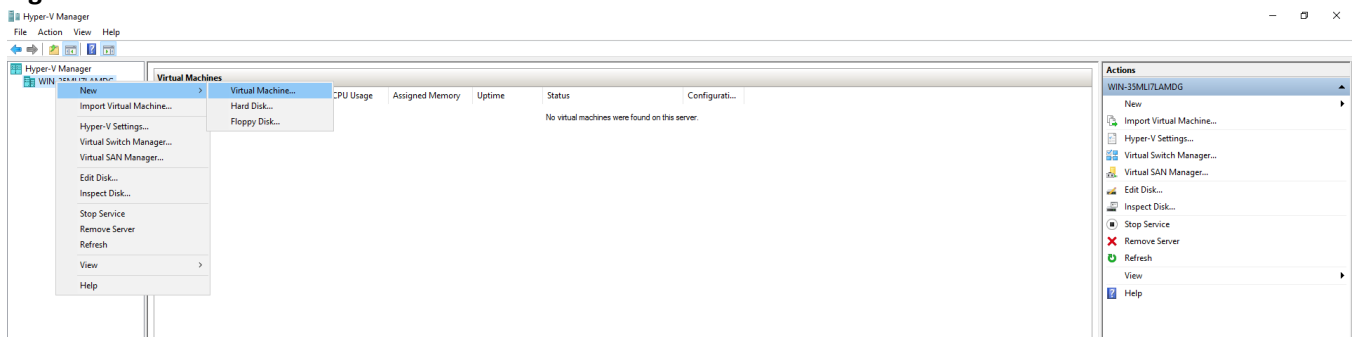 Hyper-V Manager
File Action View Help
Hyper-V Manager
Virtual Machines
CPU Usage Assigned Memory Uptime Status Configurati...
No virtual machines were found on this server.
New
Import Virtual Machine...
Hyper-V Settings...
Virtual Switch Manager...
Virtual SAN Manager...
Edit Disk...
Inspect Disk...
Stop Service
Remove Server
Refresh
View
Help
Virtual Machine...
Hard Disk...
Floppy Disk...
Actions
WIN-35MLI7LAMDG
New
Import Virtual Machine...
Hyper-V Settings...
Virtual Switch Manager...
Virtual SAN Manager...
Edit Disk...
Inspect Disk...
Stop Service
Remove Server
Refresh
View
Help